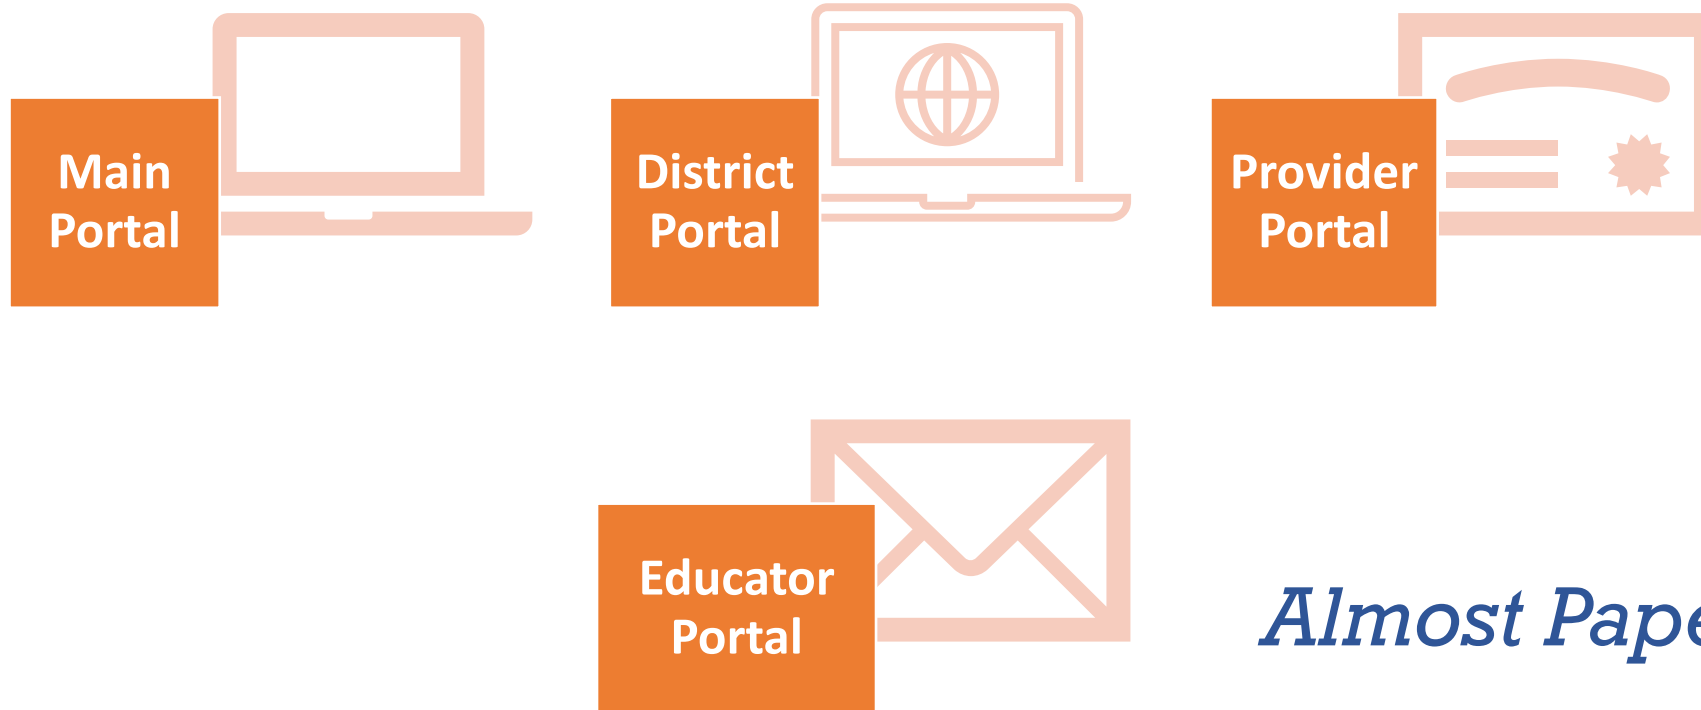 Main
Portal
District
Portal
Provider
Portal
Educator
Portal
Almost